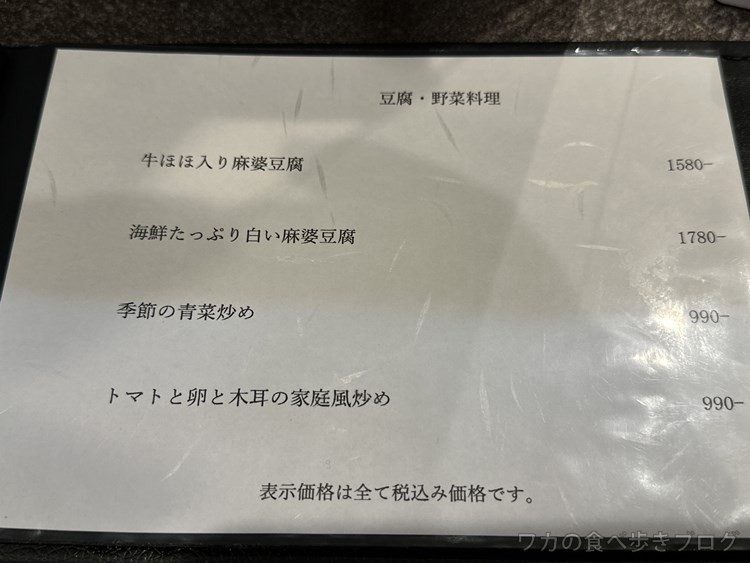 豆腐・野菜料理
牛ほほ入り麻婆豆腐 1580-
海鮮たっぷり白い麻婆豆腐 1780-
季節の青菜炒め 990-
トマトと卵と木耳の家庭風炒め 990-
表示価格は全て税込み価格です。
ワカの食べ歩きブログ